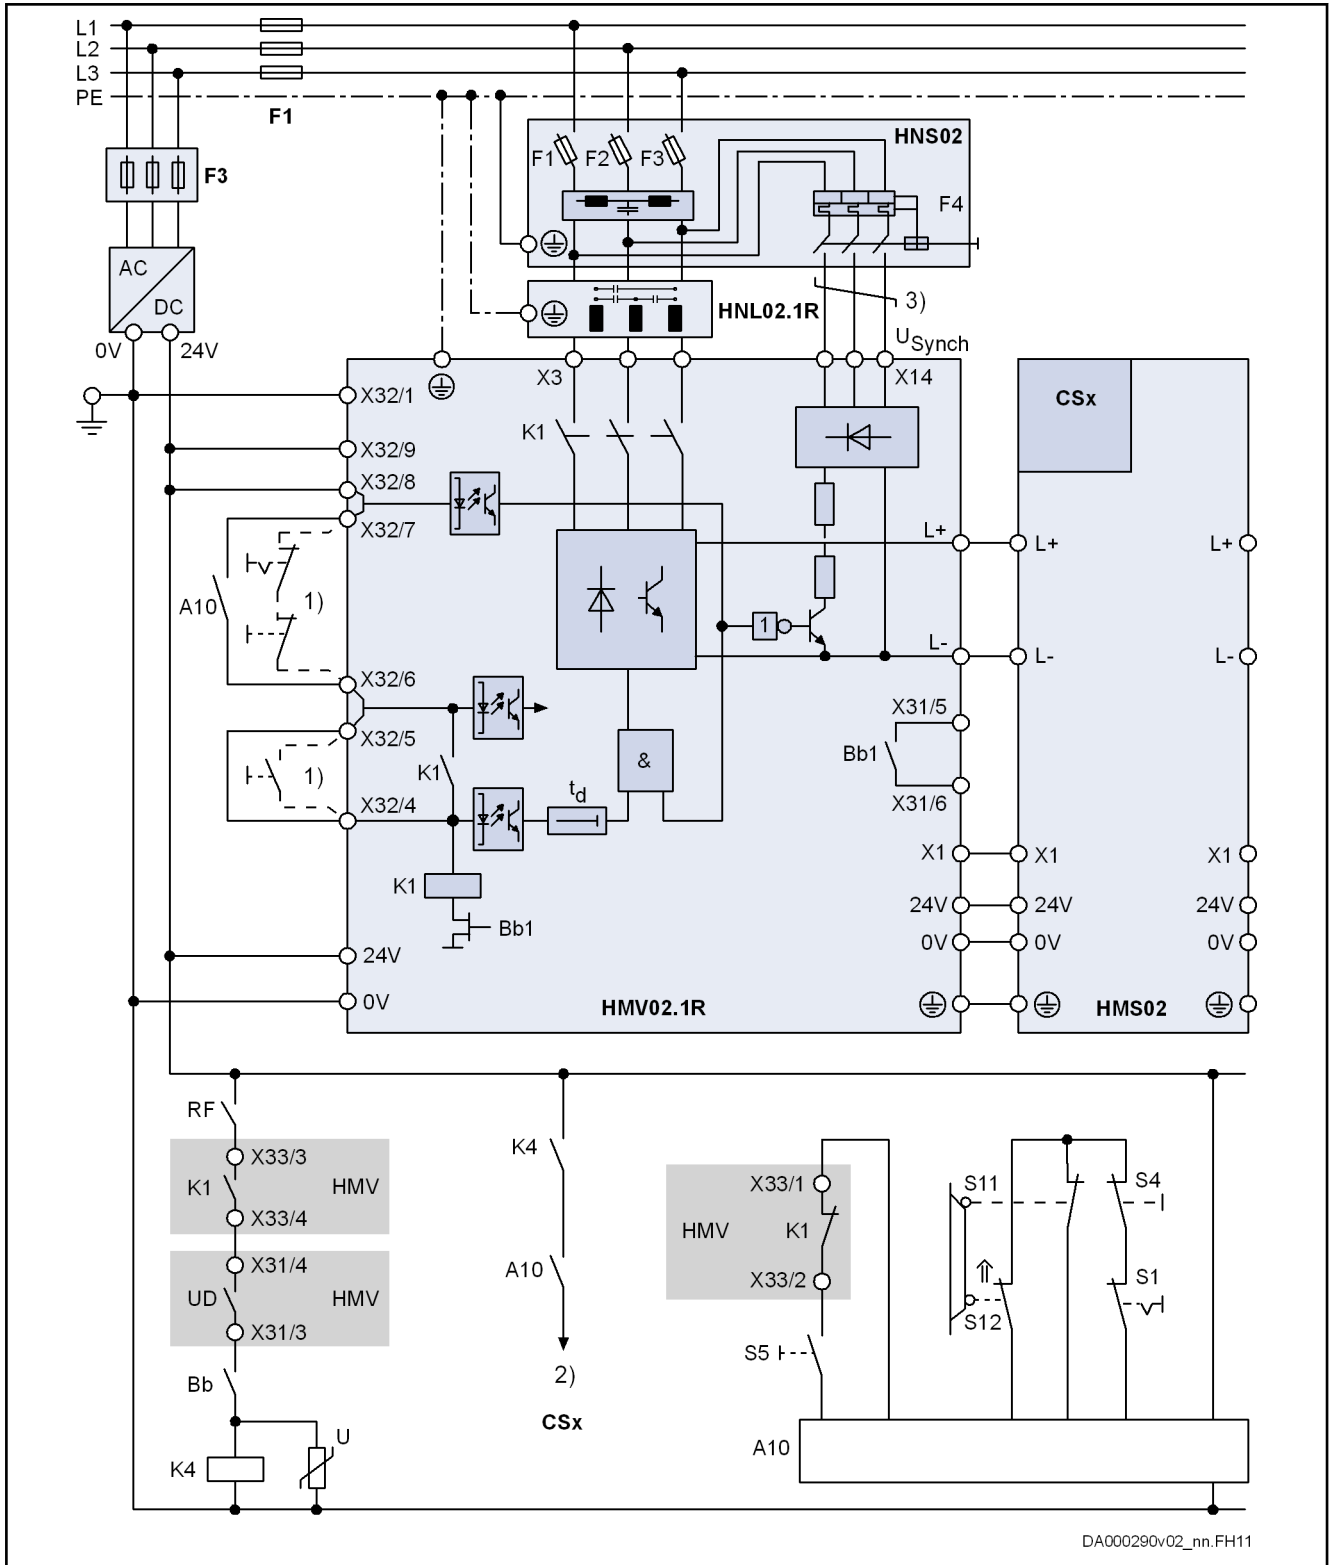 L1
L2
L3
PE
F1
F3
HNS02
F1
F2
F3
F4
AC
DC
0V
24V
HNL02.1R
3)
USynch
X3
X14
CSx
X32/1
X32/9
X32/8
X32/7
K1
A10
1)
L+
L+
L+
1
L-
L-
L-
X32/6
X32/5
K1
1)
X32/4
&
td
X31/5
Bb1
X31/6
K1
Bb1
X1
X1
X1
24V
24V
24V
24V
0V
0V
0V
0V
HMV02.1R
HMS02
RF
X33/3
K1
HMV
X33/4
X31/4
UD
HMV
X31/3
Bb
U
K4
K4
A10
2)
CSx
X33/1
HMV
K1
X33/2
S5
S11
S4
S12
S1
A10
DA000290v02_nn.FH11